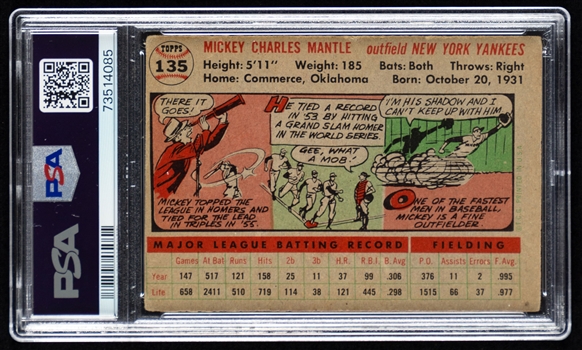 73514085
PSA
PSA
TOPPS
135
MICKEY CHARLES MANTLE outfield NEW YORK YANKEES
Height: 5'11" Weight: 185 Bats: Both Throws: Right
Home: Commerce, Oklahoma Born: October 20, 1931
THERE IT
GOES!
MICKEY TOPPED THE
LEAGUE IN HOMERS AND
TIED FOR THE LEAD
IN TRIPLES IN '55.
HE TIED A RECORD
IN '53 BY HITTING
A GRAND SLAM HOMER
IN THE WORLD SERIES.
GEE, WHAT
A MOB!
I'M HIS SHADOW AND I
CAN'T KEEP UP WITH HIM
ONE OF THE FASTEST
MEN IN BASEBALL,
MICKEY IS A FINE
OUTFIELDER.
MAJOR LEAGUE BATTING RECORD FIELDING
Games At Bat Runs Hits 2b 3b H.R. R.B.I. B.Avg. P.O. Assists Errors F.Avg.
Year 147 517 121 158 25 11 37 99 .306 376 11 2 .995
Life 658 2411 510 719 114 38 121 445 .298 1515 66 37 .977